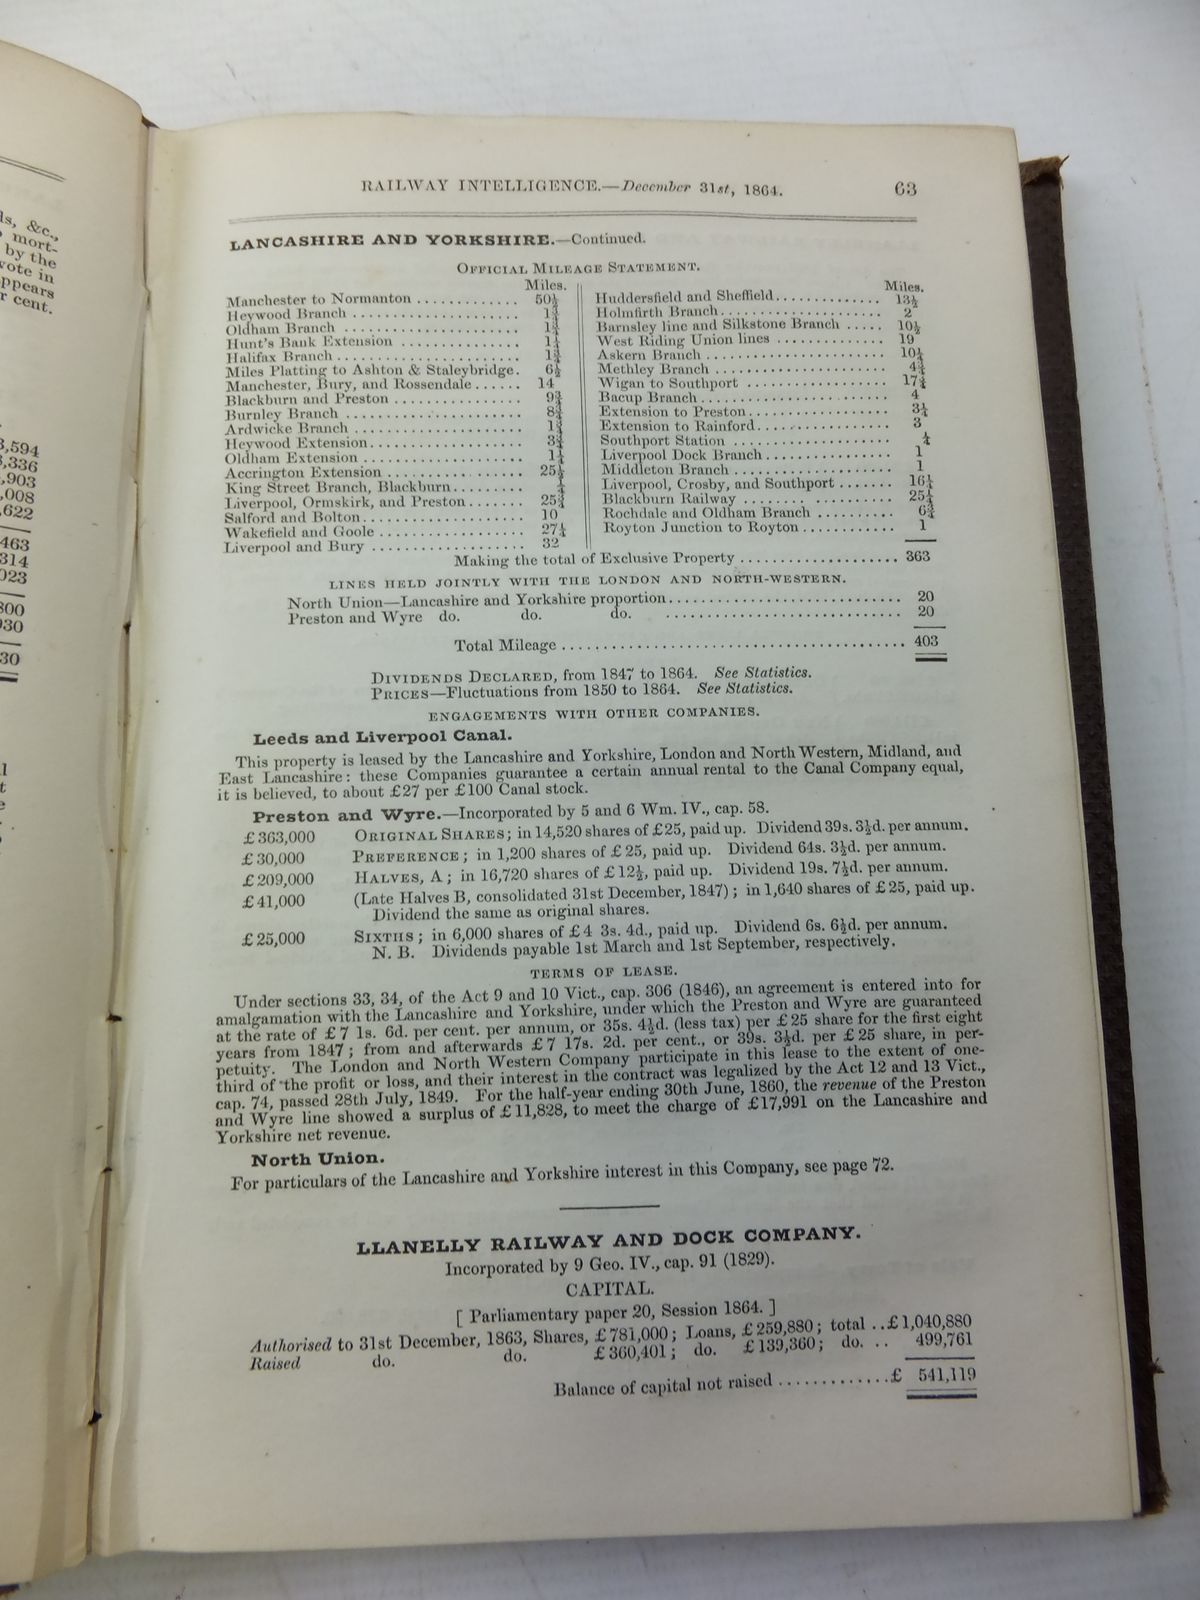 ls, &c.,
mort-
by the
vote in
appears
r cent.
3,594
3,336
,903
,008
,622
463
314
023
800
930
30
RAILWAY INTELLIGENCE.—December 31st, 1864. 63
LANCASHIRE AND YORKSHIRE.—Continued.
OFFICIAL MILEAGE STATEMENT.
Miles.
Manchester to Normanton ............ 50½
Heywood Branch .................... 1¾
Oldham Branch ..................... 1¾
Hunt's Bank Extension .............. 1¼
Halifax Branch ...................... 1¾
Miles Platting to Ashton & Staleybridge. 6½
Manchester, Bury, and Rossendale ...... 14
Blackburn and Preston ............... 9¾
Burnley Branch ..................... 8¾
Ardwicke Branch .................... 1¾
Heywood Extension .................. 3¾
Oldham Extension ................... 1¼
Accrington Extension ................ 25½
King Street Branch, Blackburn.........
Liverpool, Ormskirk, and Preston ....... 25¾
Salford and Bolton.................... 10
Wakefield and Goole .................. 27¼
Liverpool and Bury ................... 32
Miles.
Huddersfield and Sheffield.............. 13½
Holmfirth Branch...................... 2
Barnsley line and Silkstone Branch ..... 10½
West Riding Union lines .............. 19
Askern Branch ....................... 10¼
Methley Branch ...................... 4¾
Wigan to Southport .................. 17¾
Bacup Branch ........................ 4
Extension to Preston.................. 3¼
Extension to Rainford................. 3
Southport Station .................... ¼
Liverpool Dock Branch ................ 1
Middleton Branch .................... 1
Liverpool, Crosby, and Southport ....... 16¼
Blackburn Railway ........ .......... 25¼
Rochdale and Oldham Branch .......... 6¾
Royton Junction to Royton ............ 1
Making the total of Exclusive Property .................... 363
LINES HELD JOINTLY WITH THE LONDON AND NORTH-WESTERN.
North Union—Lancashire and Yorkshire proportion............................ 20
Preston and Wyre do. do. do. ............................ 20
Total Mileage .......................................... 403
DIVIDENDS DECLARED, from 1847 to 1864. See Statistics.
PRICES—Fluctuations from 1850 to 1864. See Statistics.
ENGAGEMENTS WITH OTHER COMPANIES.
Leeds and Liverpool Canal.
This property is leased by the Lancashire and Yorkshire, London and North Western, Midland, and
East Lancashire: these Companies guarantee a certain annual rental to the Canal Company equal,
it is believed, to about £27 per £100 Canal stock.
Preston and Wyre.—Incorporated by 5 and 6 Wm. IV., cap. 58.
£363,000 ORIGINAL SHARES; in 14,520 shares of £25, paid up. Dividend 39s. 3½d. per annum.
£30,000 PREFERENCE; in 1,200 shares of £25, paid up. Dividend 64s. 3½d. per annum.
£209,000 HALVES, A; in 16,720 shares of £12½, paid up. Dividend 19s. 7½d. per annum.
£41,000 (Late Halves B, consolidated 31st December, 1847); in 1,640 shares of £25, paid up.
Dividend the same as original shares.
£25,000 SIXTHS; in 6,000 shares of £4 3s. 4d., paid up. Dividend 6s. 6½d. per annum.
N. B. Dividends payable 1st March and 1st September, respectively.
TERMS OF LEASE.
Under sections 33, 34, of the Act 9 and 10 Vict., cap. 306 (1846), an agreement is entered into for
amalgamation with the Lancashire and Yorkshire, under which the Preston and Wyre are guaranteed
at the rate of £7 1s. 6d. per cent. per annum, or 35s. 4½d. (less tax) per £25 share for the first eight
years from 1847; from and afterwards £7 17s. 2d. per cent., or 39s. 3½d. per £25 share, in per-
petuity. The London and North Western Company participate in this lease to the extent of one-
third of the profit or loss, and their interest in the contract was legalized by the Act 12 and 13 Vict.,
cap. 74, passed 28th July, 1849. For the half-year ending 30th June, 1860, the revenue of the Preston
and Wyre line showed a surplus of £11,828, to meet the charge of £17,991 on the Lancashire and
Yorkshire net revenue.
North Union.
For particulars of the Lancashire and Yorkshire interest in this Company, see page 72.
LLANELLY RAILWAY AND DOCK COMPANY.
Incorporated by 9 Geo. IV., cap. 91 (1829).
CAPITAL.
[ Parliamentary paper 20, Session 1864. ]
Authorised to 31st December, 1863, Shares, £781,000; Loans, £259,880; total ..£1,040,880
Raised do. do. £360,401; do. £139,360; do. .. 499,761
Balance of capital not raised .............£ 541,119